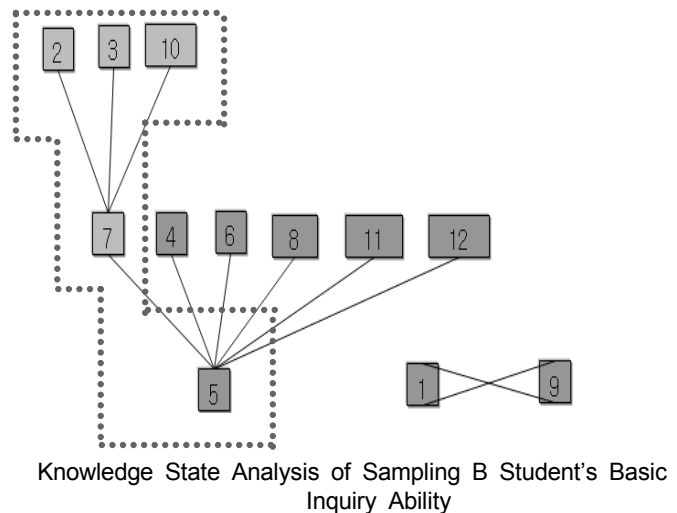 2 3 10
7 4 6 8 11 12
5 1 9
Knowledge State Analysis of Sampling B Student's Basic
Inquiry Ability